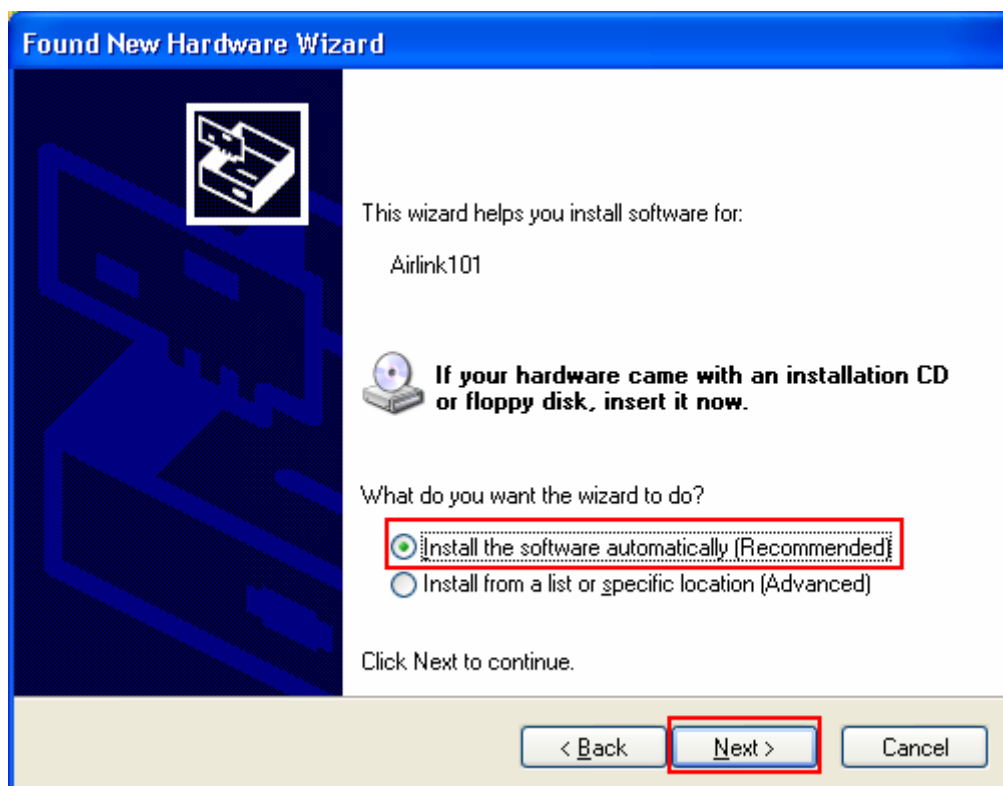 Found New Hardware Wizard
This wizard helps you install software for:
Airlink101
If your hardware came with an installation CD
or floppy disk, insert it now.
What do you want the wizard to do?
Install the software automatically (Recommended)
Install from a list or specific location (Advanced)
Click Next to continue.
< Back
Next >
Cancel